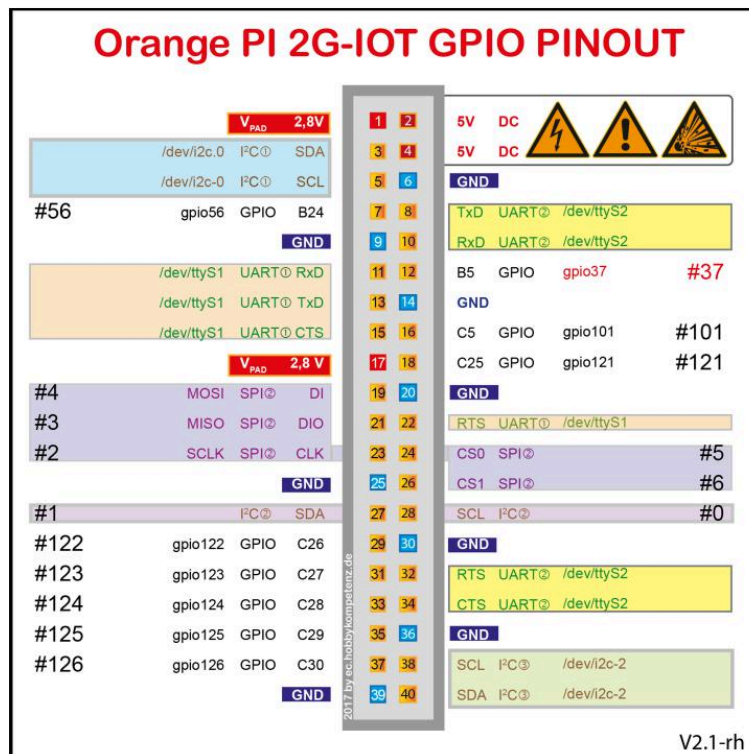 Orange PI 2G-IOT GPIO PINOUT
VPAD 2,8V 1 2 5V DC
/dev/i2c.0 I²C① SDA 3 4 5V DC
/dev/i2c-0 I²C① SCL 5 6 GND
#56 gpio56 GPIO B24 7 8 TxD UART② /dev/ttyS2
GND 9 10 RxD UART② /dev/ttyS2
/dev/ttyS1 UART① RxD 11 12 B5 GPIO gpio37 #37
/dev/ttyS1 UART① TxD 13 14 GND
/dev/ttyS1 UART① CTS 15 16 C5 GPIO gpio101 #101
VPAD 2,8 V 17 18 C25 GPIO gpio121 #121
#4 MOSI SPI② DI 19 20 GND
#3 MISO SPI② DIO 21 22 RTS UART① /dev/ttyS1
#2 SCLK SPI② CLK 23 24 CS0 SPI② #5
GND 25 26 CS1 SPI② #6
#1 I²C② SDA 27 28 SCL I²C② #0
#122 gpio122 GPIO C26 29 30 GND
#123 gpio123 GPIO C27 31 32 RTS UART② /dev/ttyS2
#124 gpio124 GPIO C28 33 34 CTS UART② /dev/ttyS2
#125 gpio125 GPIO C29 35 36 GND
#126 gpio126 GPIO C30 37 38 SCL I²C③ /dev/i2c-2
GND 39 40 SDA I²C③ /dev/i2c-2
2017 by ec.hobbykompetenz.de
V2.1-rh